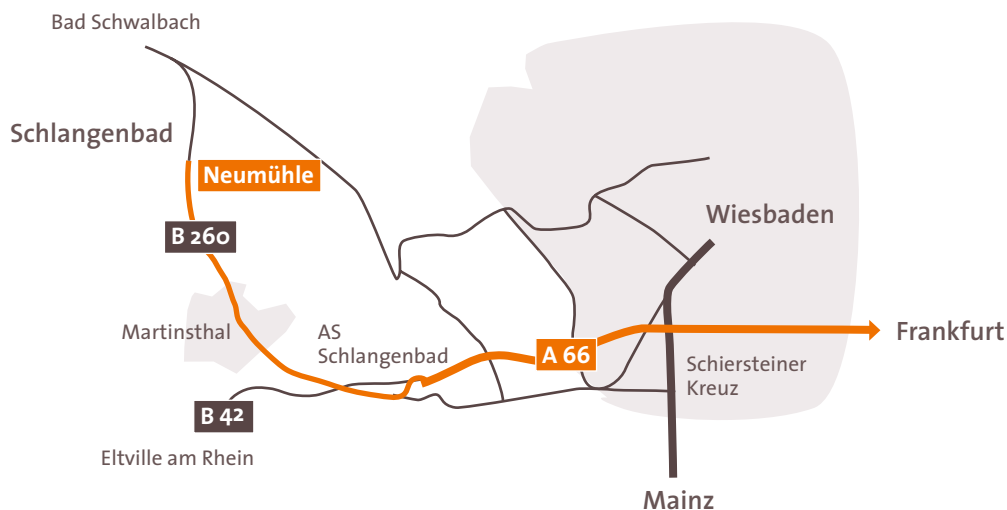 Bad Schwalbach
Schlangenbad
Neumühle
Wiesbaden
B 260
Martinsthal
AS
Schlangenbad
A 66
Frankfurt
Schiersteiner
Kreuz
B 42
Eltville am Rhein
Mainz